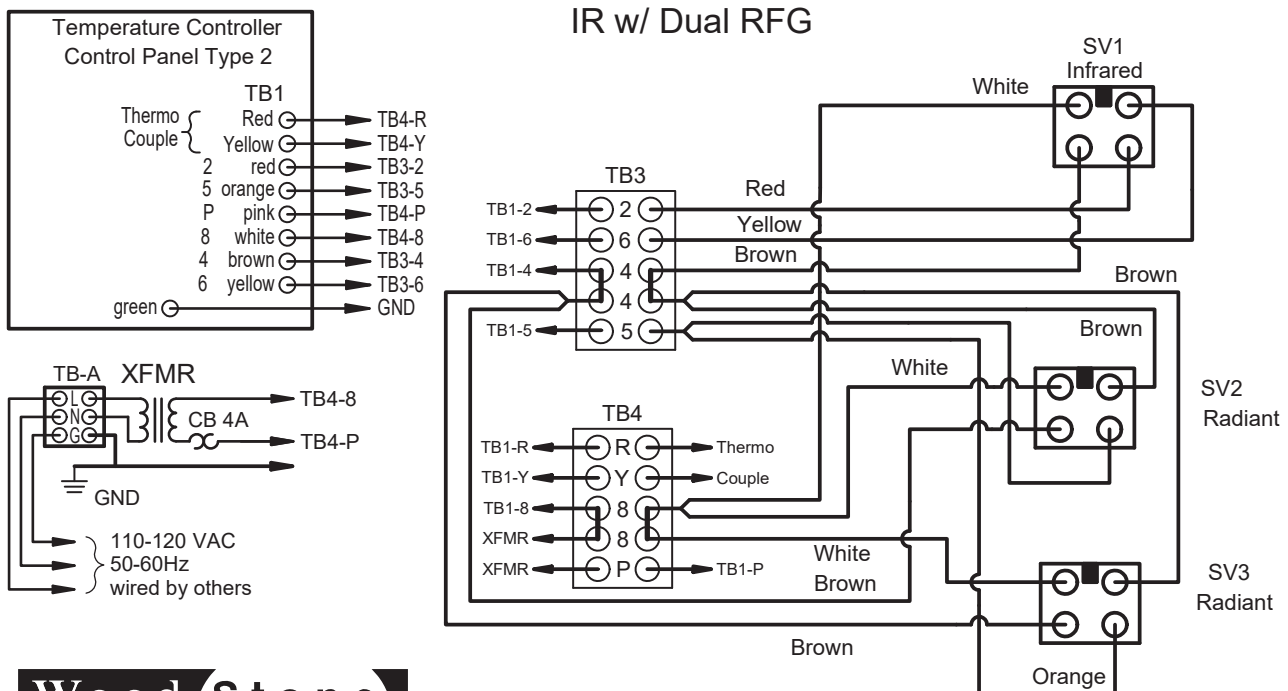 IR w/ Dual RFG
Temperature Controller
Control Panel Type 2
TB1
Thermo
Couple
Red
TB4-R
Yellow
TB4-Y
2 red TB3-2
5 orange TB3-5
P pink TB4-P
8 white TB4-8
4 brown TB3-4
6 yellow TB3-6
green GND
TB-A XFMR
L
N
G
TB4-8
CB 4A
TB4-P
GND
110-120 VAC
50-60Hz
wired by others
TB3
TB1-2 2 Red
TB1-6 6 Yellow
TB1-4 4 Brown
4
TB1-5 5
TB4
TB1-R R Thermo
TB1-Y Y Couple
TB1-8 8
XFMR 8
XFMR P TB1-P
White
Brown
Brown
SV1
Infrared
White
Brown
Brown
White
SV2
Radiant
SV3
Radiant
Orange
Wood Stone